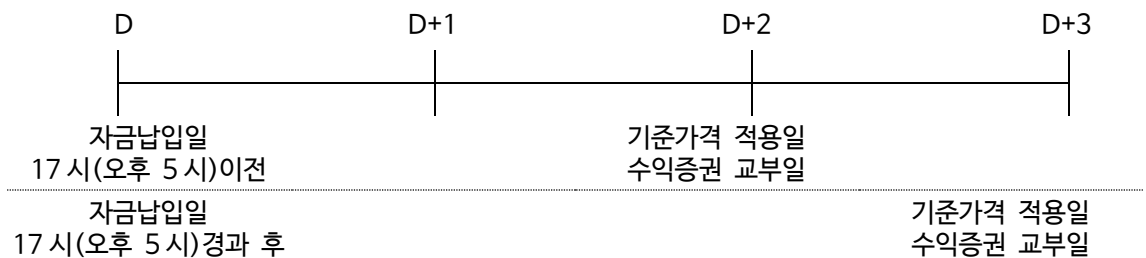 D D+1 D+2 D+3
자금납입일 기준가격 적용일
17시(오후 5시)이전 수익증권 교부일
자금납입일 기준가격 적용일
17시(오후 5시)경과 후 수익증권 교부일